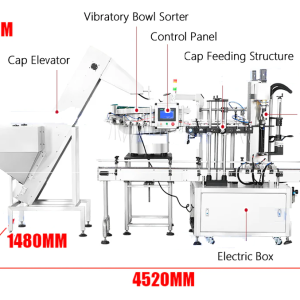 Vibratory Bowl Sorter
M
Control Panel
Cap Elevator
Cap Feeding Structure
1480MM
Electric Box
4520MM